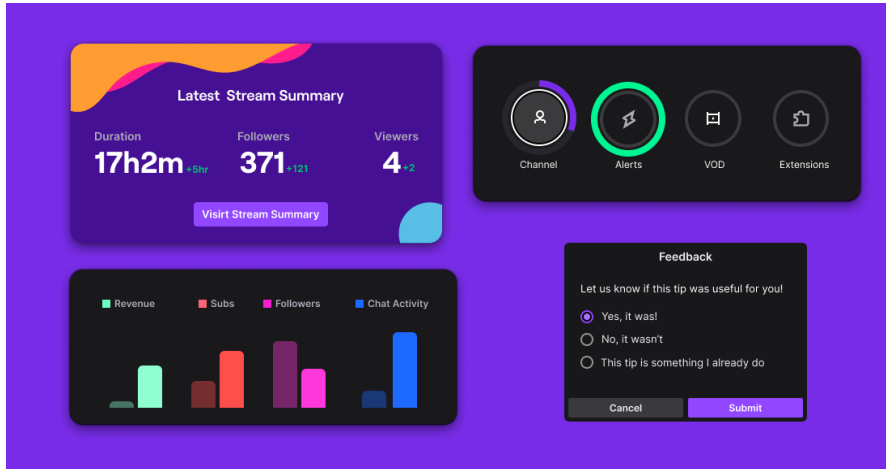 Latest Stream Summary
Duration Followers Viewers
17h2m +5hr 371 +121 4 +2
Visirt Stream Summary
Channel Alerts VOD Extensions
Revenue Subs Followers Chat Activity
Feedback
Let us know if this tip was useful for you!
Yes, it was!
No, it wasn't
This tip is something I already do
Cancel Submit